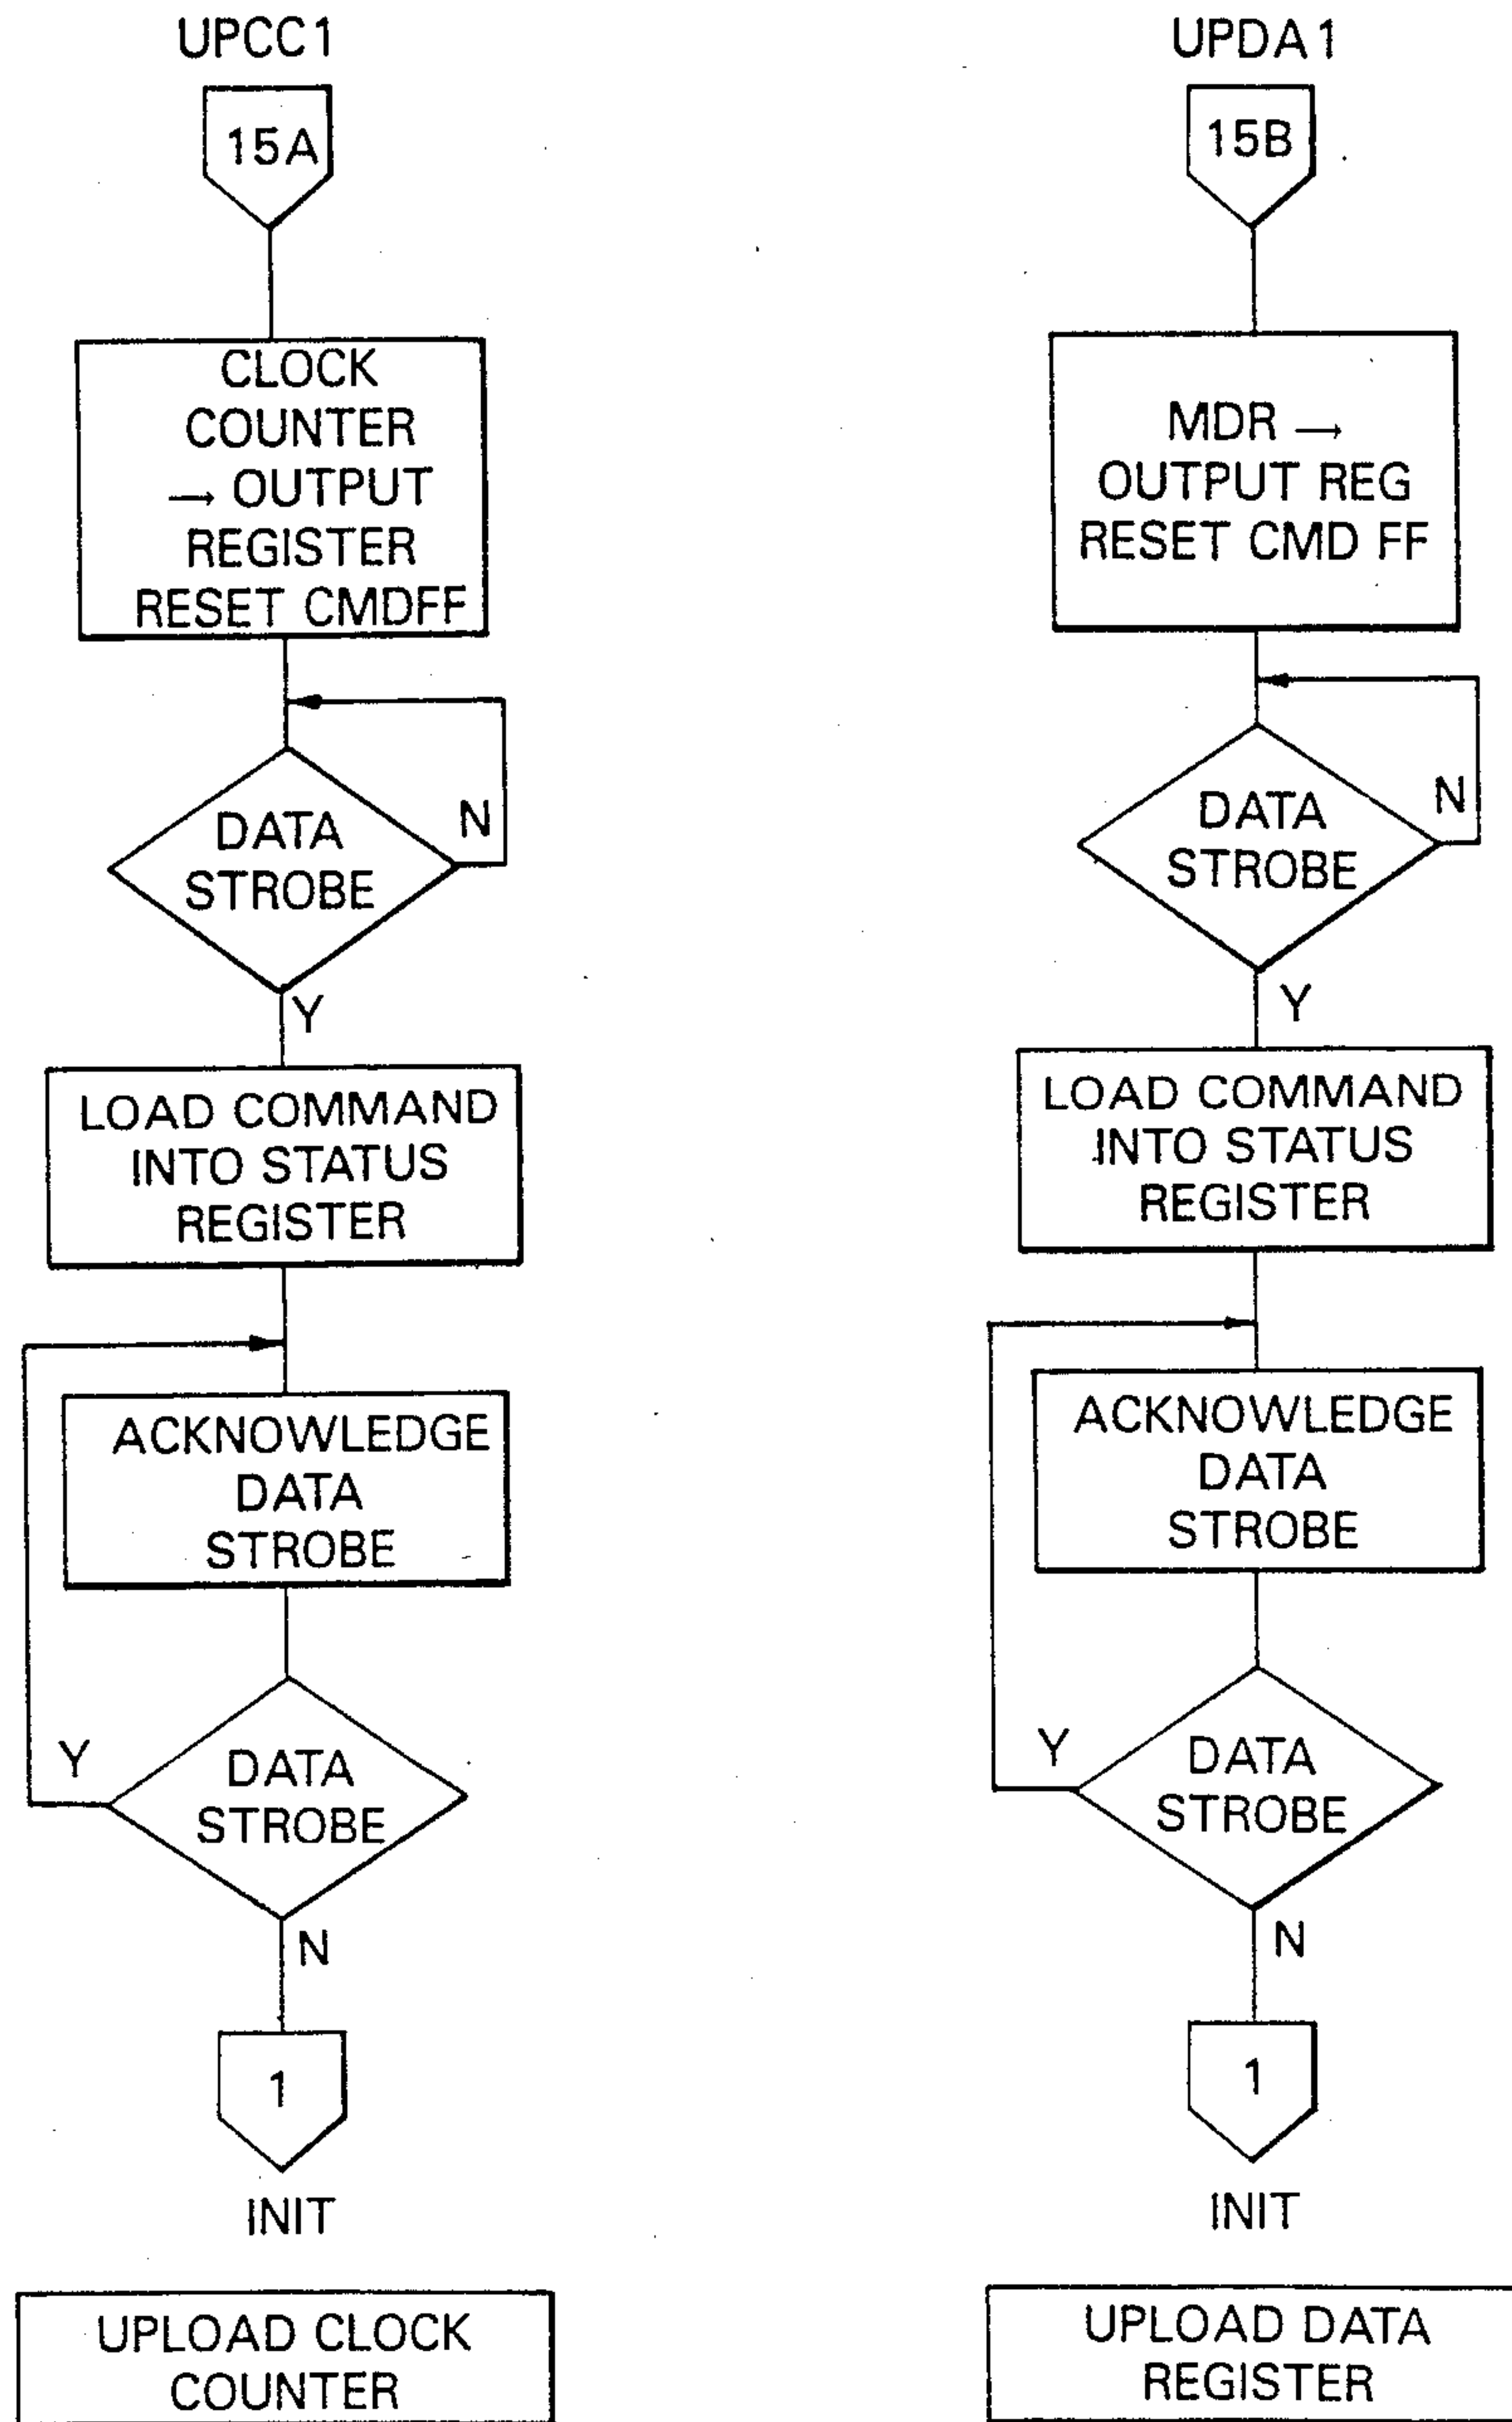 UPCC1
15A
CLOCK
COUNTER
→ OUTPUT
REGISTER
RESET CMDFF
DATA
STROBE
N
Y
LOAD COMMAND
INTO STATUS
REGISTER
ACKNOWLEDGE
DATA
STROBE
Y
DATA
STROBE
N
1
INIT
UPLOAD CLOCK
COUNTER
UPDA1
15B
MDR →
OUTPUT REG
RESET CMD FF
DATA
STROBE
N
Y
LOAD COMMAND
INTO STATUS
REGISTER
ACKNOWLEDGE
DATA
STROBE
Y
DATA
STROBE
N
1
INIT
UPLOAD DATA
REGISTER